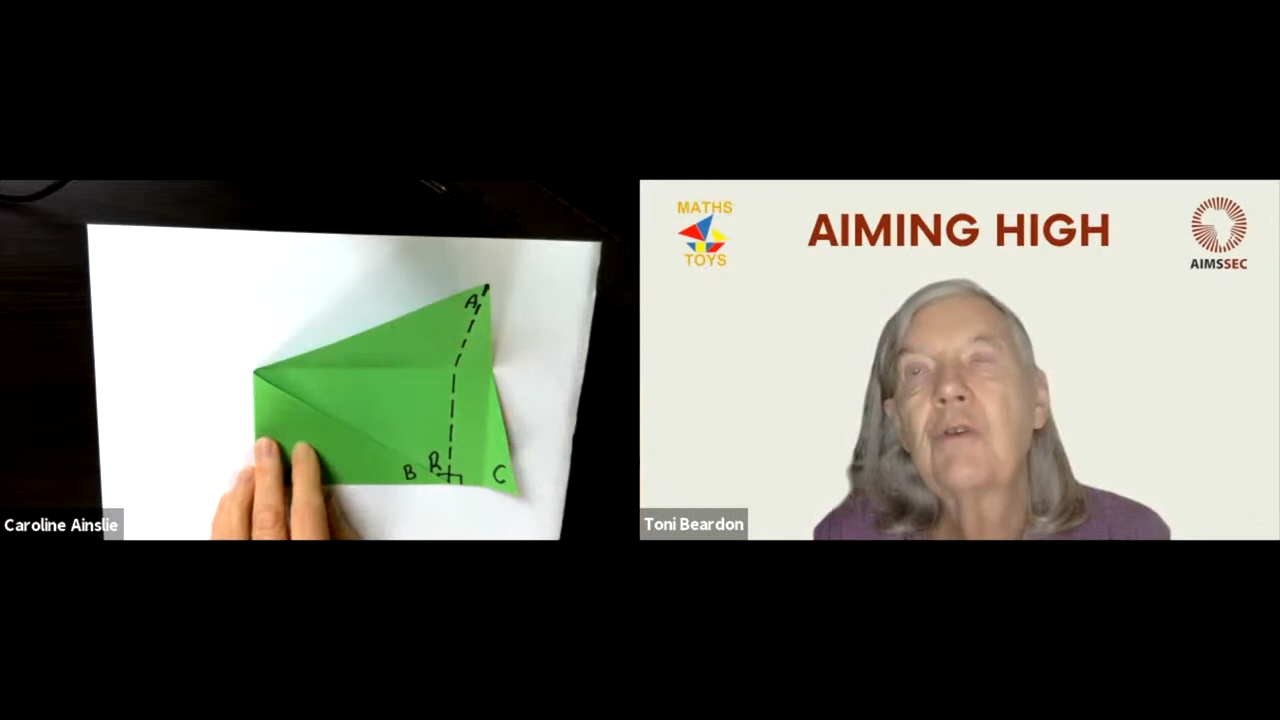 A
B
R
C
Caroline Ainslie
MATHS
TOYS
AIMING HIGH
AIMSSEC
Toni Beardon